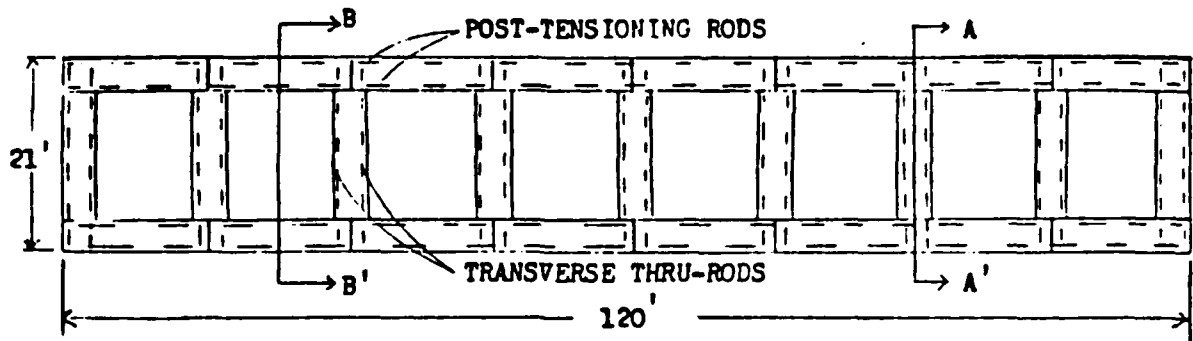 B
POST-TENSIONING RODS
A
21'
B'
TRANSVERSE THRU-RODS
A'
120'